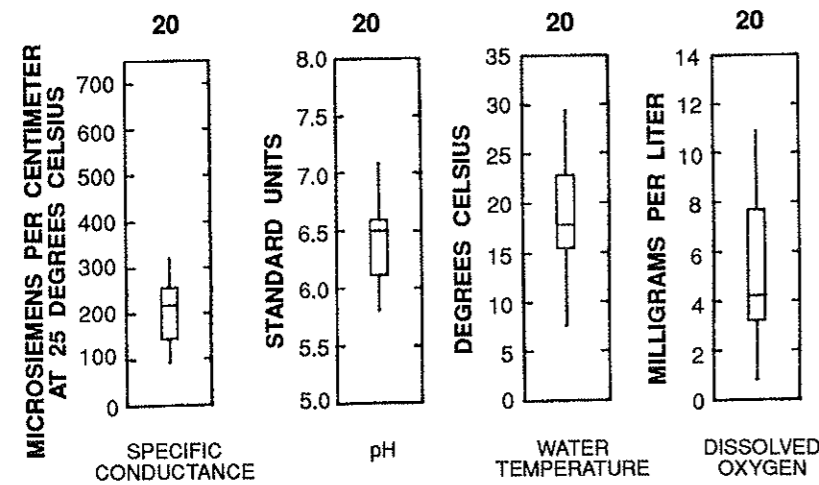 20
MICROSIEMENS PER CENTIMETER
AT 25 DEGREES CELSIUS
700
600
500
400
300
200
100
0
SPECIFIC
CONDUCTANCE
20
STANDARD UNITS
8.0
7.5
7.0
6.5
6.0
5.5
5.0
pH
20
DEGREES CELSIUS
35
30
25
20
15
10
5
0
WATER
TEMPERATURE
20
MILLIGRAMS PER LITER
14
12
10
8
6
4
2
0
DISSOLVED
OXYGEN